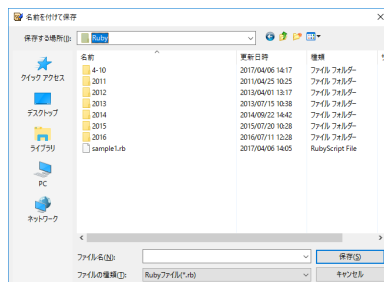 名前を付けて保存
保存する場所(I):
Ruby
名前
更新日時
種類
4-10
2017/04/06 14:17
ファイル フォルダー
2011
2011/04/25 10:25
ファイル フォルダー
2012
2013/04/01 13:17
ファイル フォルダー
2013
2013/07/15 10:38
ファイル フォルダー
2014
2014/09/22 14:42
ファイル フォルダー
2015
2015/07/20 10:28
ファイル フォルダー
2016
2016/07/11 12:28
ファイル フォルダー
sample1.rb
2017/04/06 14:05
RubyScript File
クイック アクセス
デスクトップ
ライブラリ
PC
ネットワーク
ファイル名(N):
保存(S)
ファイルの種類(T):
Rubyファイル(*.rb)
キャンセル